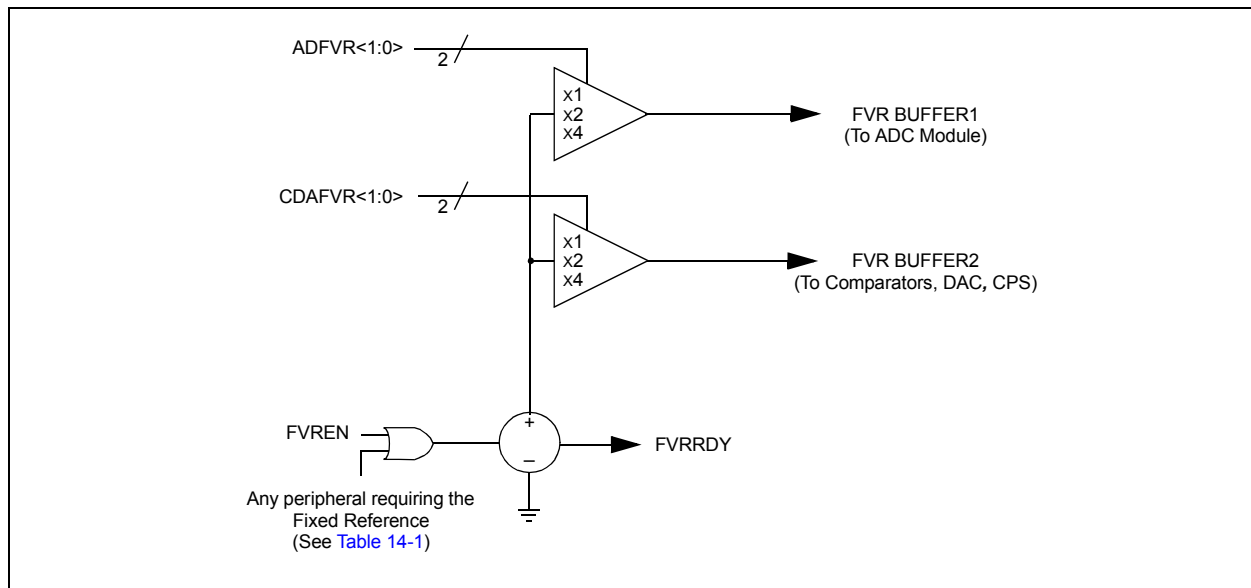 ADFVR<1:0>
2
x1
x2
x4
FVR BUFFER1
(To ADC Module)
CDAFVR<1:0>
2
x1
x2
x4
FVR BUFFER2
(To Comparators, DAC, CPS)
FVREN
+
–
FVRRDY
Any peripheral requiring the
Fixed Reference
(See Table 14-1)